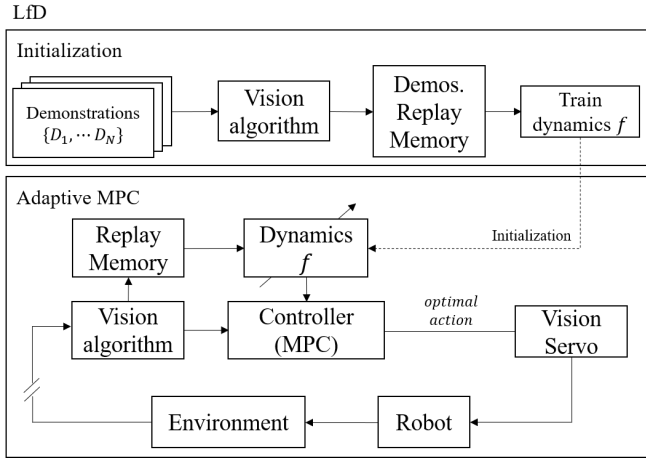 LfD
Initialization
Demonstrations
{D₁, ⋯ D_N}
Vision
algorithm
Demos.
Replay
Memory
Train
dynamics f
Adaptive MPC
Replay
Memory
Dynamics
f
Initialization
Vision
algorithm
Controller
(MPC)
optimal
action
Vision
Servo
Environment
Robot